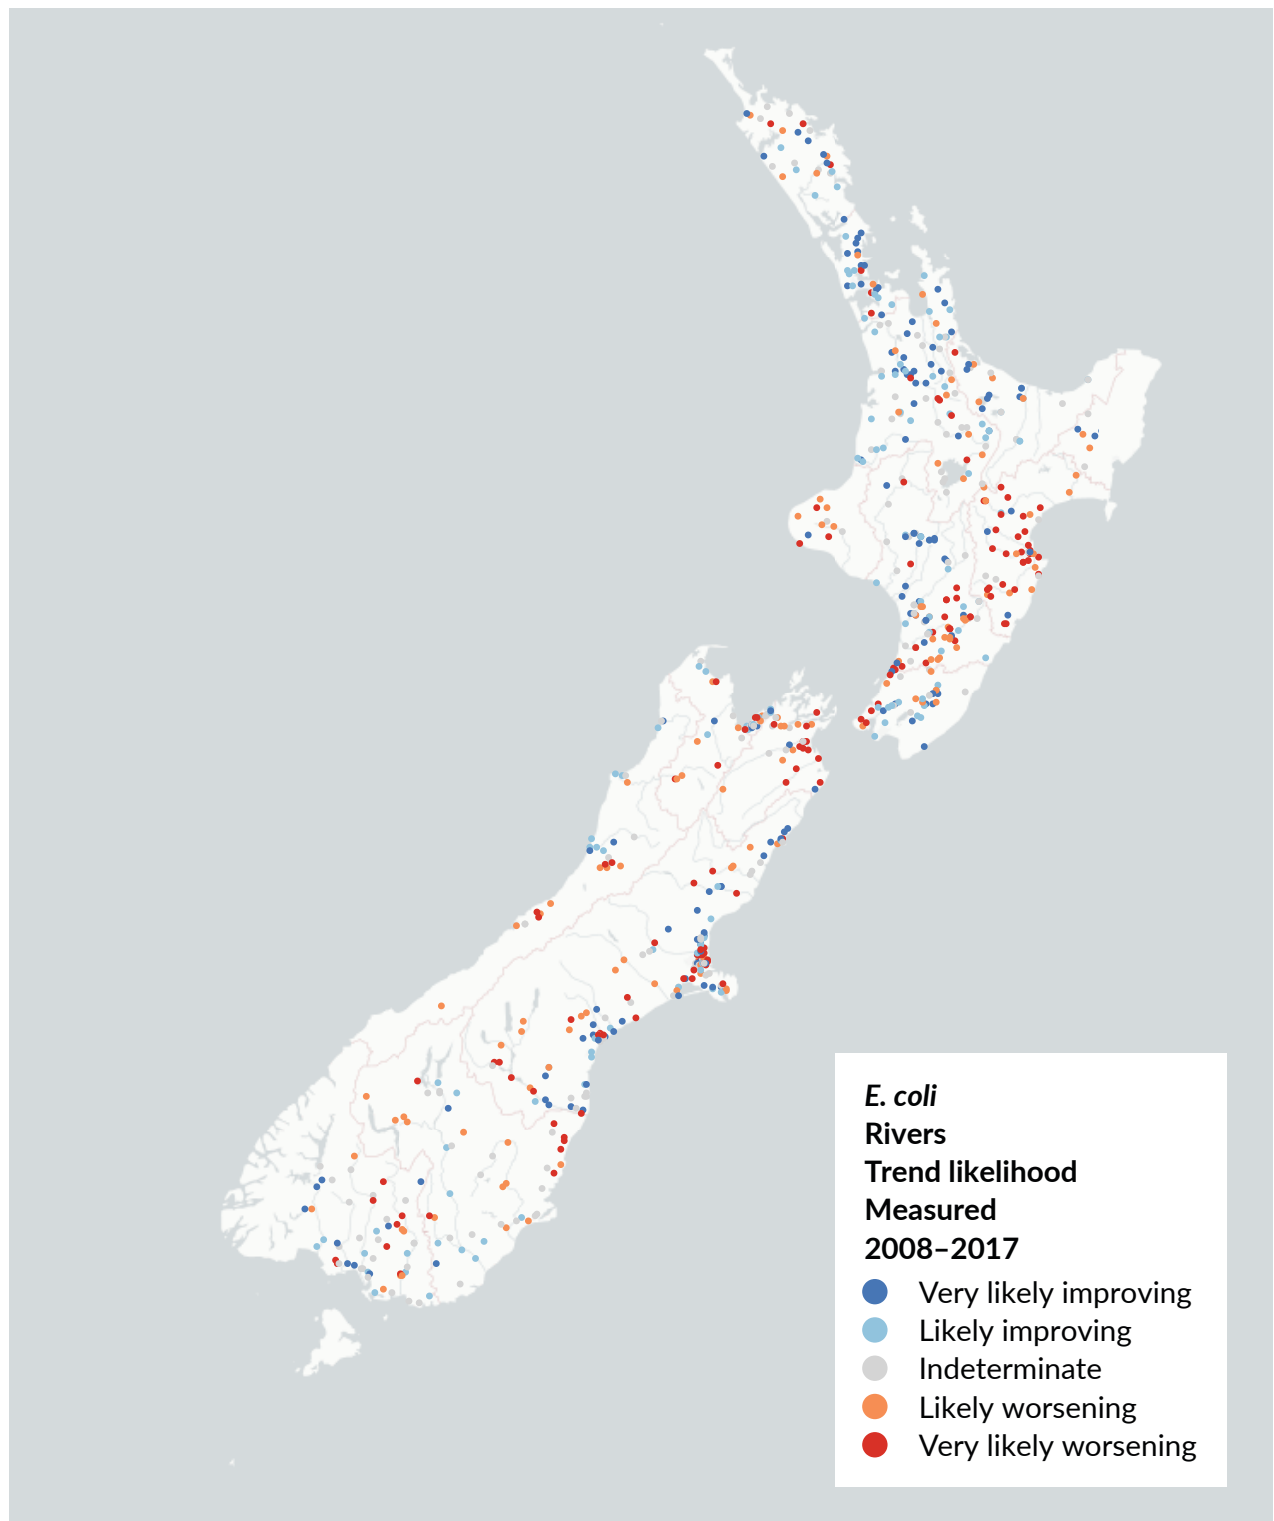 E. coli
Rivers
Trend likelihood
Measured
2008–2017
Very likely improving
Likely improving
Indeterminate
Likely worsening
Very likely worsening